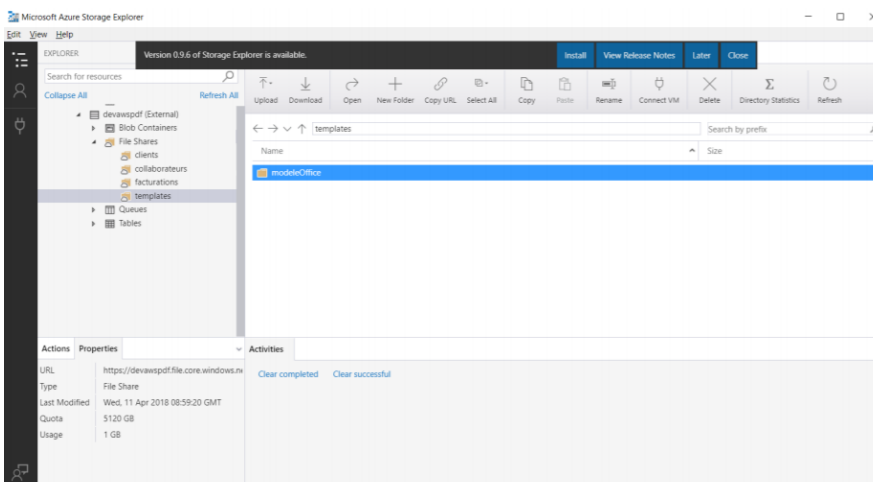 Microsoft Azure Storage Explorer
Edit View Help
EXPLORER
Version 0.9.6 of Storage Explorer is available.
Install
View Release Notes
Later
Close
Search for resources
Collapse All
Refresh All
devawspdf (External)
Blob Containers
File Shares
clients
collaborateurs
facturations
templates
Queues
Tables
Upload
Download
Open
New Folder
Copy URL
Select All
Copy
Paste
Rename
Connect VM
Delete
Directory Statistics
Refresh
templates
Search by prefix
Name
Size
modeleOffice
Actions
Properties
URL https://devawspdf.file.core.windows.ne
Type File Share
Last Modified Wed, 11 Apr 2018 08:59:20 GMT
Quota 5120 GB
Usage 1 GB
Activities
Clear completed
Clear successful